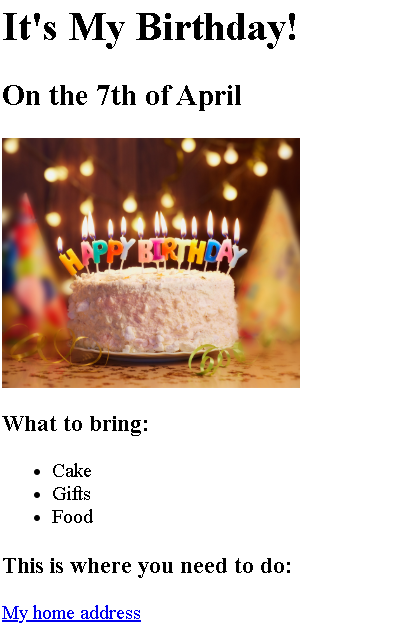 It's My Birthday!
On the 7th of April
HAPPY BIRTHDAY
What to bring:
Cake
Gifts
Food
This is where you need to do:
My home address